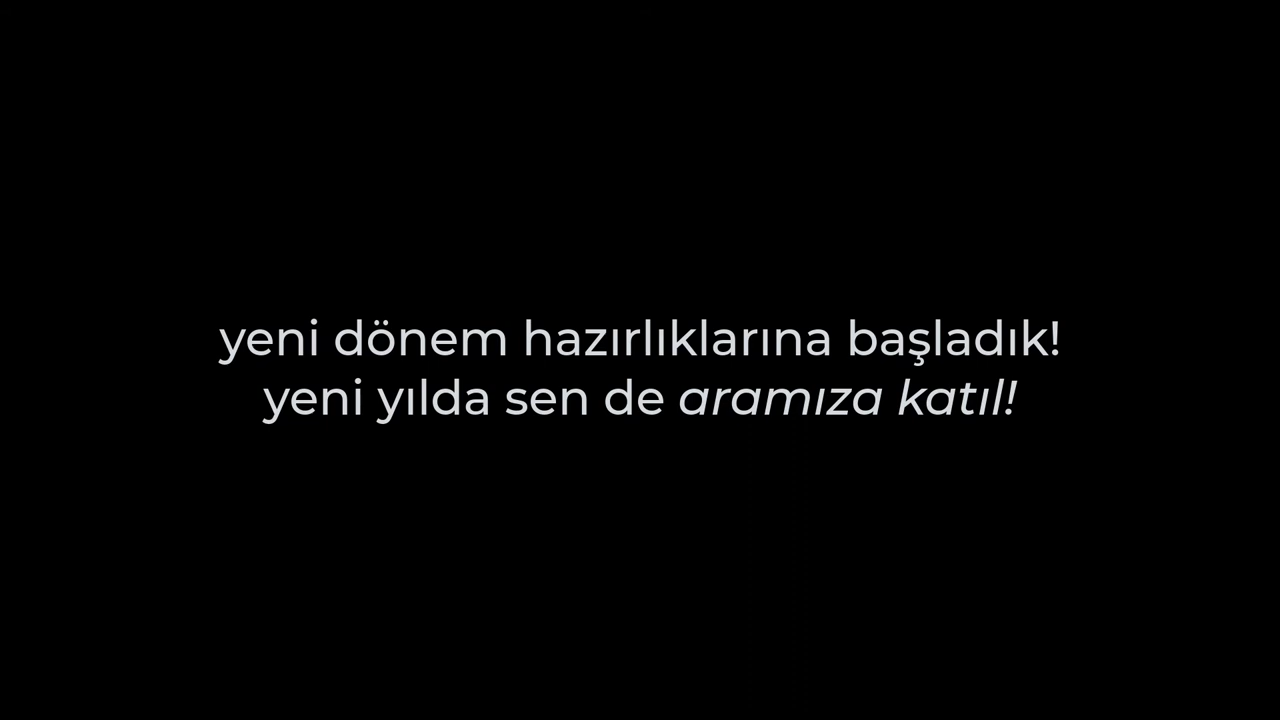 yeni dönem hazırlıklarına başladık!
yeni yılda sen de aramıza katıl!